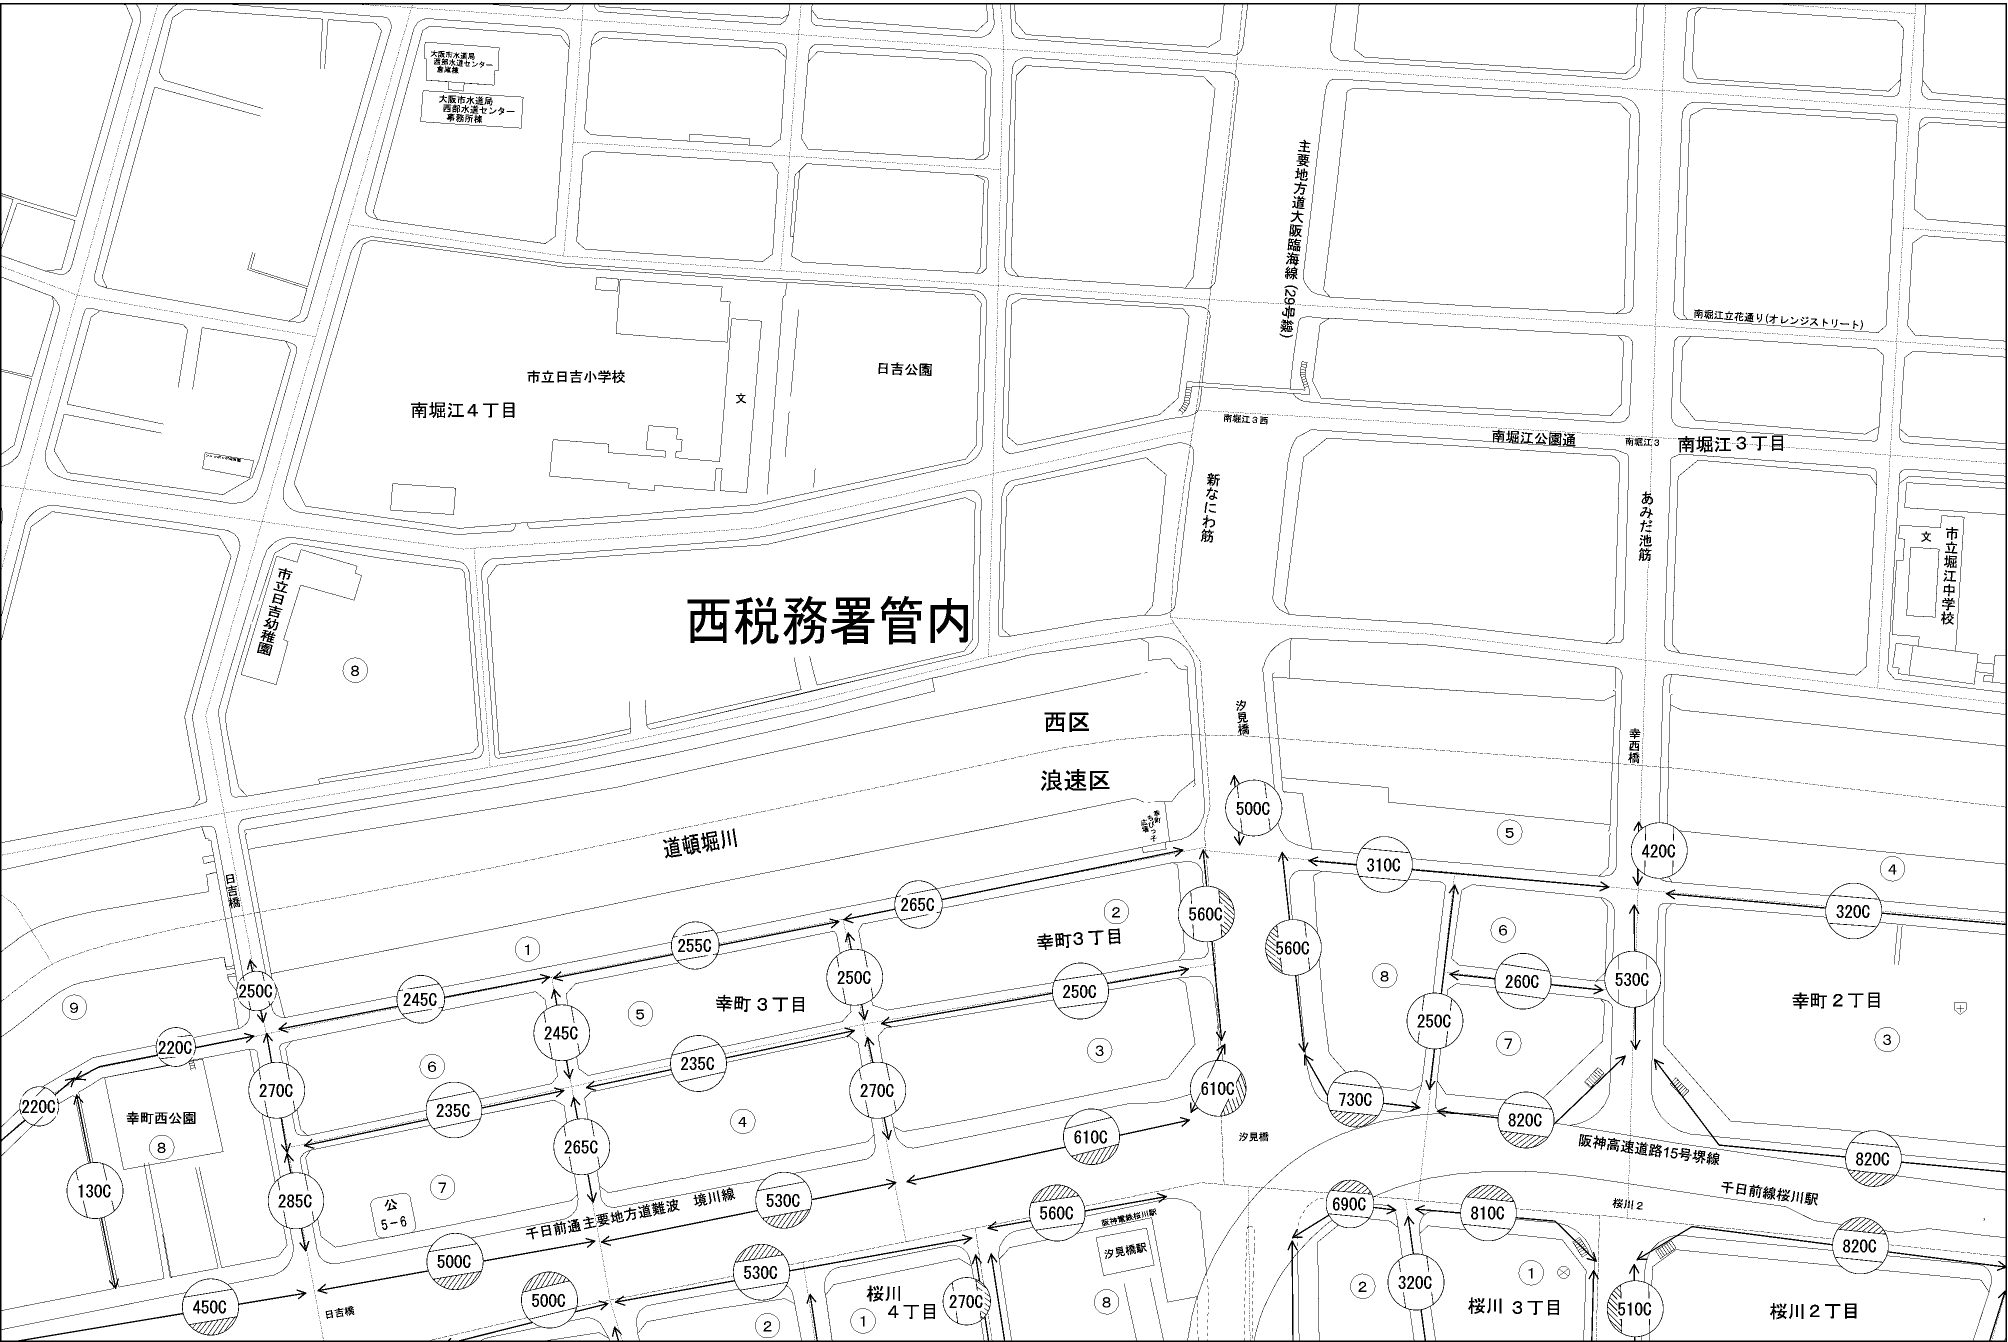 大阪市水道局
西部水道センター
倉庫棟
大阪市水道局
西部水道センター
事務所棟
主要地方道大阪臨海線(29号線)
南堀江立花通り(オレンジストリート)
市立日吉小学校
文
日吉公園
南堀江4丁目
南堀江3西
南堀江公園通
南堀江3
南堀江3丁目
新なにわ筋
あみだ池筋
文
市立堀江中学校
市立日吉幼稚園
⑧
西税務署管内
西区
浪速区
汐見橋
幸西橋
道頓堀川
幸町
ちびっ子
広場
日吉橋
500C
⑤
420C
④
310C
320C
265C
②
560C
560C
⑥
①
255C
幸町3丁目
250C
⑧
260C
530C
250C
245C
250C
⑨
⑤
幸町3丁目
245C
250C
⑦
幸町2丁目
③
220C
235C
③
⑥
270C
270C
610C
730C
820C
220C
235C
幸町西公園
⑧
④
265C
610C
汐見橋
阪神高速道路15号堺線
820C
130C
285C
⑦
公
5-6
千日前通主要地方道難波 境川線
530C
560C
阪神電鉄桜川駅
汐見橋駅
690C
810C
千日前線桜川駅
桜川2
820C
500C
530C
450C
500C
日吉橋
②
①
桜川
4丁目
270C
⑧
②
320C
①
桜川3丁目
510C
桜川2丁目